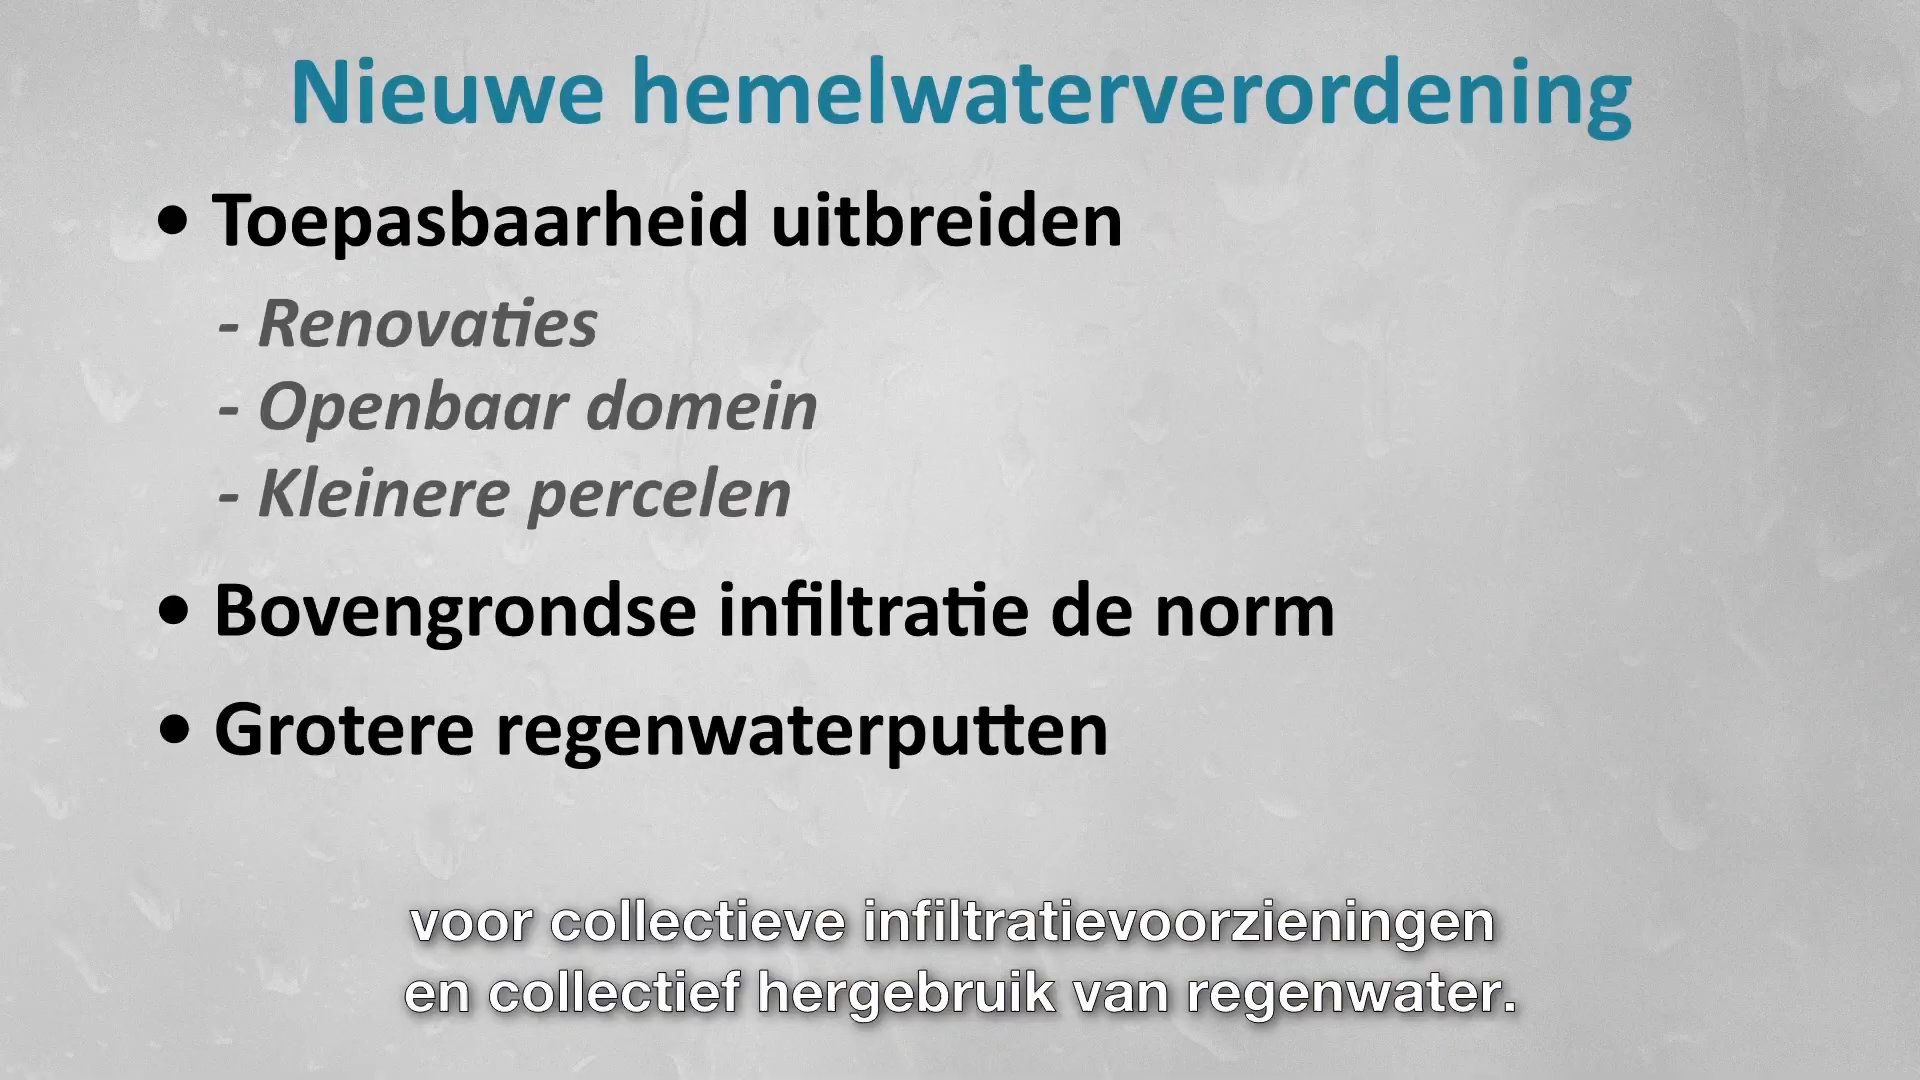 Nieuwe hemelwaterverordening
• Toepasbaarheid uitbreiden
- Renovaties
- Openbaar domein
- Kleinere percelen
• Bovengrondse infiltratie de norm
• Grotere regenwaterputten
voor collectieve infiltratievoorzieningen
en collectief hergebruik van regenwater.